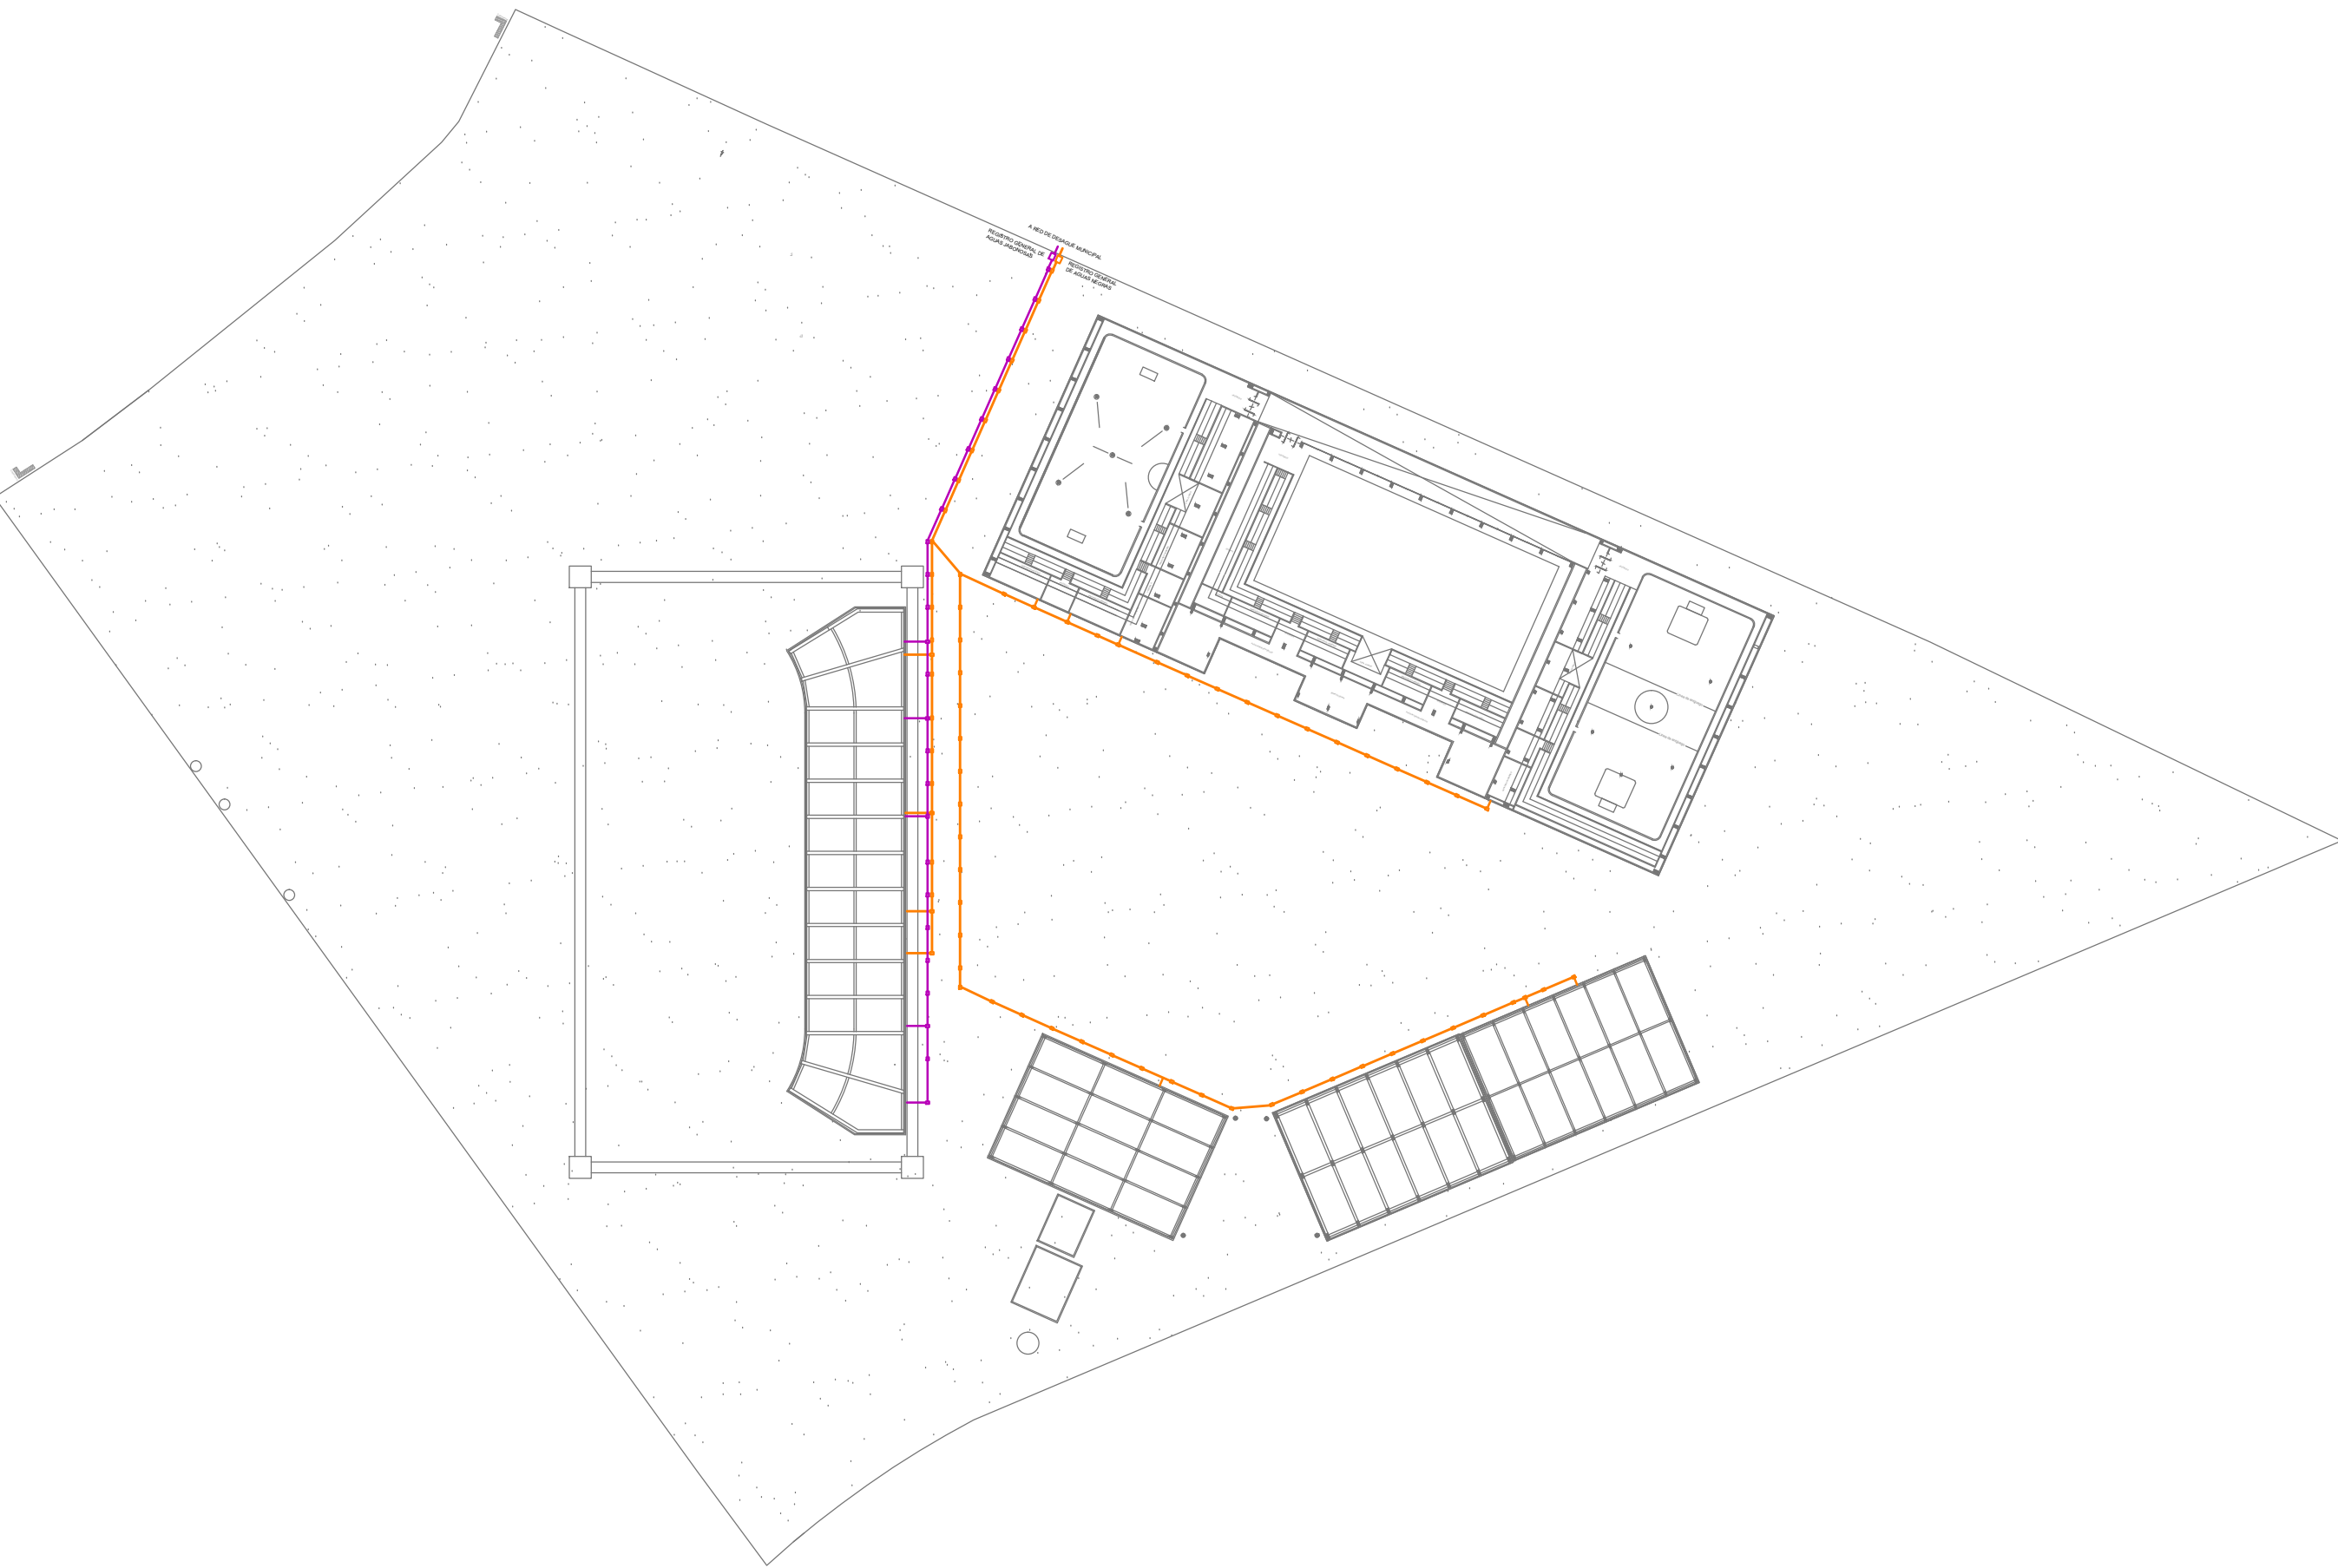 A RED DE DESAGUE MUNICIPAL
REGISTRO GENERAL DE
AGUAS JABONOSAS
REGISTRO GENERAL
DE AGUAS NEGRAS